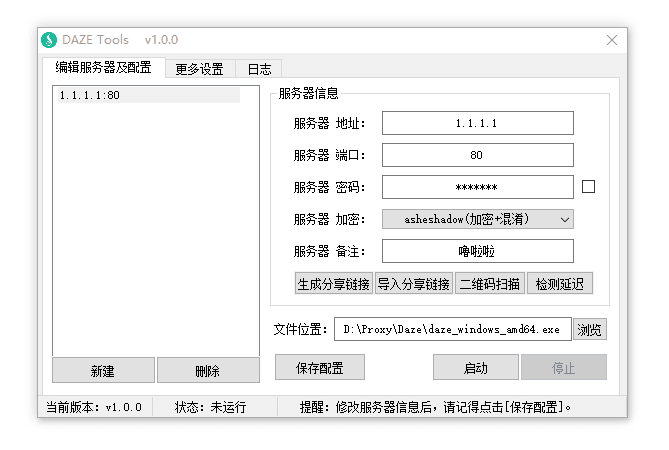 DAZE Tools v1.0.0
编辑服务器及配置 更多设置 日志
1.1.1.1:80
服务器信息
服务器 地址: 1.1.1.1
服务器 端口: 80
服务器 密码: *******
服务器 加密: asheshadow(加密+混淆)
服务器 备注: 噜啦啦
生成分享链接 导入分享链接 二维码扫描 检测延迟
文件位置: D:\Proxy\Daze\daze_windows_amd64.exe 浏览
新建 删除 保存配置 启动 停止
当前版本: v1.0.0 状态: 未运行 提醒: 修改服务器信息后, 请记得点击[保存配置]。